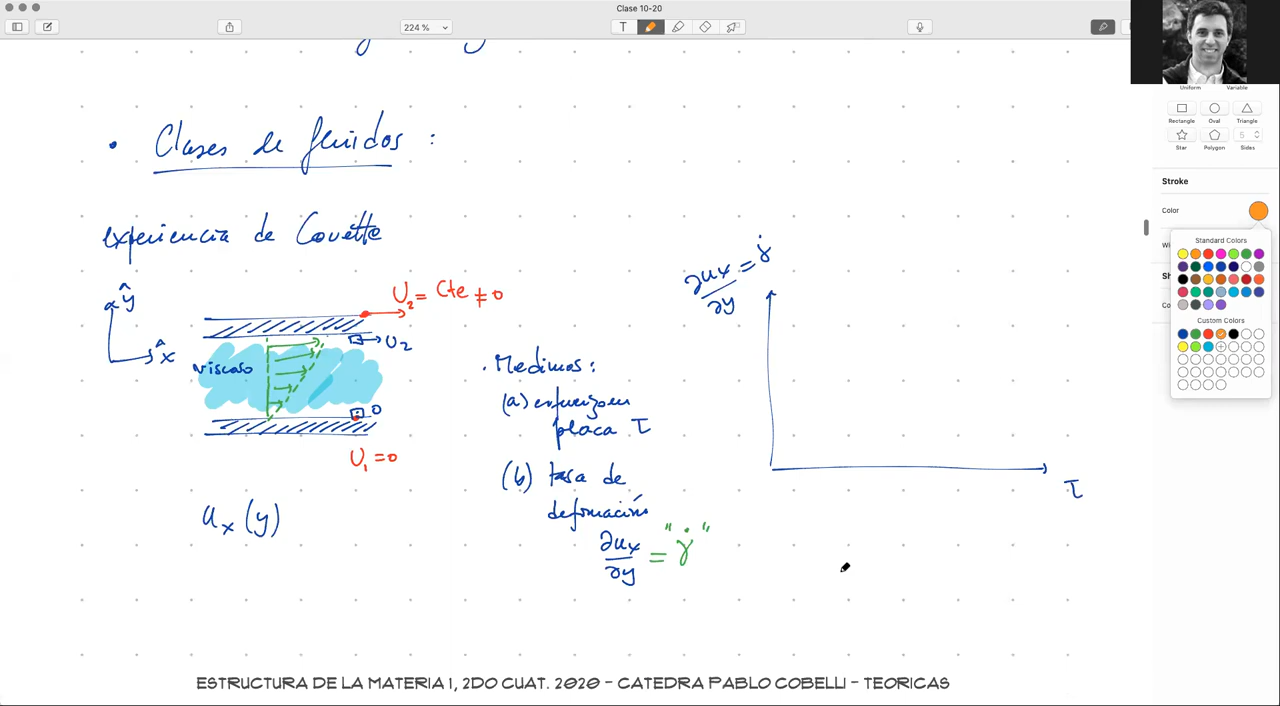 Clase 10-20
224 %
T
Uniform
Variable
Rectangle
Oval
Triangle
Star
Polygon
5
Sides
Stroke
Color
Standard Colors
Custom Colors
• Clases de fluidos :
experiencia de Couette
ŷ
x̂
U₂ = Cte ≠ 0
U₂
viscoso
0
U₁ = 0
uₓ (y)
. Medimos:
(a) esfuerzo en
placa τ
(b) tasa de
deformación
∂uₓ/∂y = "γ̇"
∂uₓ/∂y = γ̇
τ
ESTRUCTURA DE LA MATERIA 1, 2DO CUAT. 2020 - CATEDRA PABLO COBELLI - TEORICAS